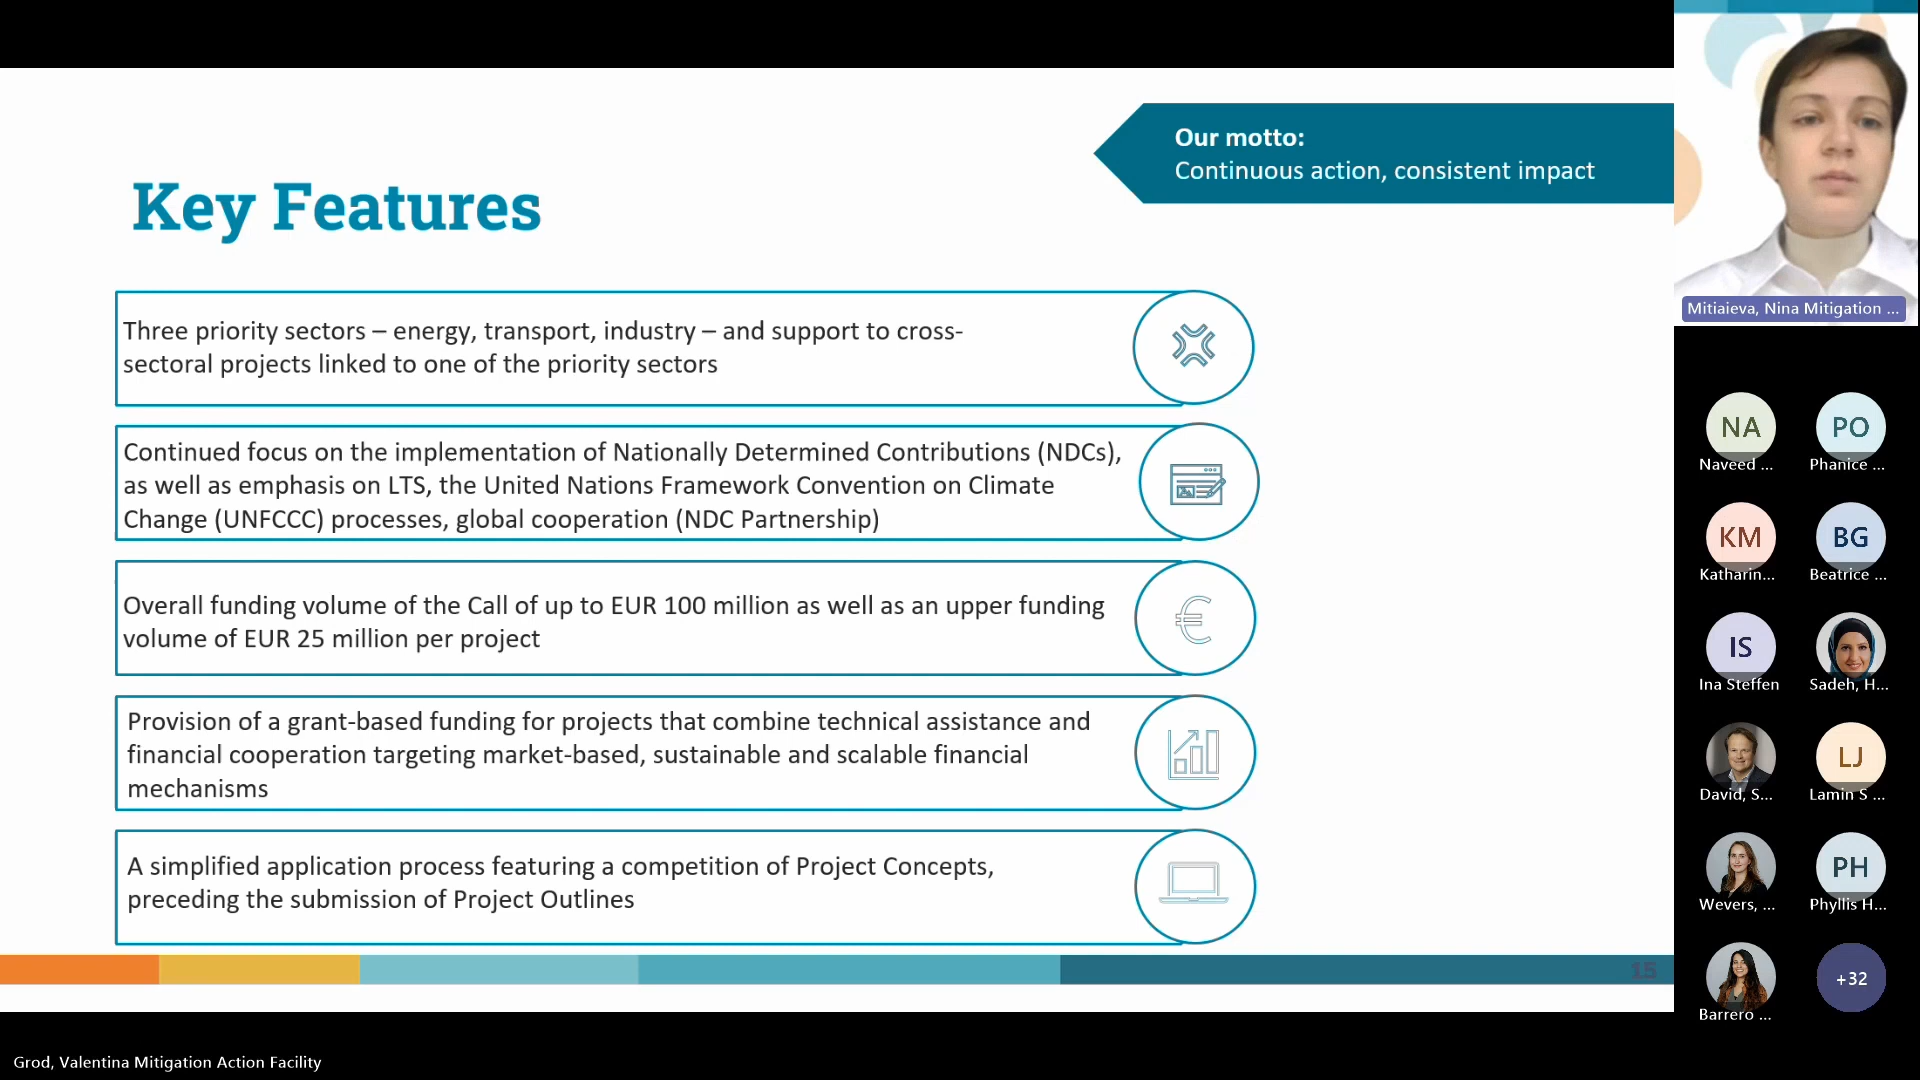 Our motto:
Continuous action, consistent impact
Key Features
Three priority sectors – energy, transport, industry – and support to cross-
sectoral projects linked to one of the priority sectors
Continued focus on the implementation of Nationally Determined Contributions (NDCs),
as well as emphasis on LTS, the United Nations Framework Convention on Climate
Change (UNFCCC) processes, global cooperation (NDC Partnership)
Overall funding volume of the Call of up to EUR 100 million as well as an upper funding
volume of EUR 25 million per project
€
Provision of a grant-based funding for projects that combine technical assistance and
financial cooperation targeting market-based, sustainable and scalable financial
mechanisms
A simplified application process featuring a competition of Project Concepts,
preceding the submission of Project Outlines
15
Mitiaieva, Nina Mitigation ...
NA
Naveed ...
PO
Phanice ...
KM
Katharin...
BG
Beatrice ...
IS
Ina Steffen
Sadeh, H...
David, S...
LJ
Lamin S ...
Wevers, ...
PH
Phyllis H...
Barrero ...
+32
Grod, Valentina Mitigation Action Facility